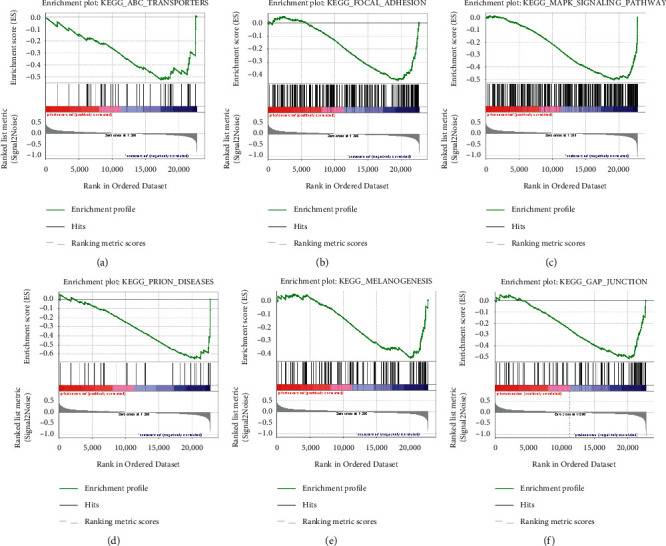 Enrichment plot: KEGG_ABC_TRANSPORTERS
Enrichment score (ES)
0.0
−0.1
−0.2
−0.3
−0.4
−0.5
Ranked list metric
(Signal2Noise)
0.5
0.0
−0.5
−1.0
0 5,000 10,000 15,000 20,000
Rank in Ordered Dataset
Enrichment profile
Hits
Ranking metric scores
(a)
Enrichment plot: KEGG_FOCAL_ADHESION
Enrichment score (ES)
0.0
−0.1
−0.2
−0.3
−0.4
Ranked list metric
(Signal2Noise)
0.5
0.0
−0.5
−1.0
0 5,000 10,000 15,000 20,000
Rank in Ordered Dataset
Enrichment profile
Hits
Ranking metric scores
(b)
Enrichment plot: KEGG_MAPK_SIGNALING_PATHWAY
Enrichment score (ES)
0.0
−0.1
−0.2
−0.3
−0.4
−0.5
Ranked list metric
(Signal2Noise)
0.5
0.0
−0.5
−1.0
0 5,000 10,000 15,000 20,000
Rank in Ordered Dataset
Enrichment profile
Hits
Ranking metric scores
(c)
Enrichment plot: KEGG_PRION_DISEASES
Enrichment score (ES)
0.0
−0.1
−0.2
−0.3
−0.4
−0.5
−0.6
Ranked list metric
(Signal2Noise)
0.5
0.0
−0.5
−1.0
0 5,000 10,000 15,000 20,000
Rank in Ordered Dataset
Enrichment profile
Hits
Ranking metric scores
(d)
Enrichment plot: KEGG_MELANOGENESIS
Enrichment score (ES)
0.0
−0.1
−0.2
−0.3
−0.4
Ranked list metric
(Signal2Noise)
0.5
0.0
−0.5
−1.0
0 5,000 10,000 15,000 20,000
Rank in Ordered Dataset
Enrichment profile
Hits
Ranking metric scores
(e)
Enrichment plot: KEGG_GAP_JUNCTION
Enrichment score (ES)
0.0
−0.1
−0.2
−0.3
−0.4
−0.5
Ranked list metric
(Signal2Noise)
0.5
0.0
−0.5
−1.0
0 5,000 10,000 15,000 20,000
Rank in Ordered Dataset
Enrichment profile
Hits
Ranking metric scores
(f)